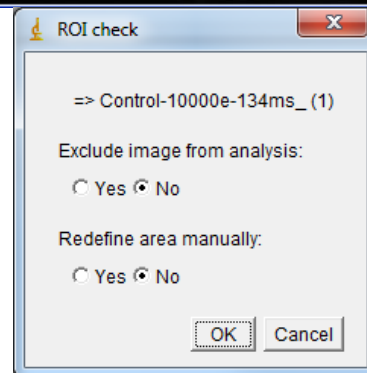 ROI check
=> Control-10000e-134ms_ (1)
Exclude image from analysis:
Yes No
Redefine area manually:
Yes No
OK Cancel